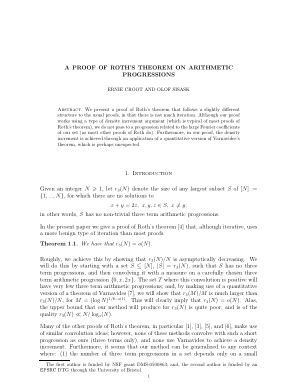 A PROOF OF ROTH'S THEOREM ON ARITHMETIC
PROGRESSIONS
ERNIE CROOT AND OLOF SISASK
Abstract. We present a proof of Roth's theorem that follows a slightly different
structure to the usual proofs, in that there is not much iteration. Although our proof
works using a type of density increment argument (which is typical of most proofs of
Roth's theorem), we do not pass to a progression related to the large Fourier coefficients
of our set (as most other proofs of Roth do). Furthermore, in our proof, the density
increment is achieved through an application of a quantitative version of Varnavides's
theorem, which is perhaps unexpected.
1. Introduction
Given an integer N ⩾ 1, let r₃(N) denote the size of any largest subset S of [N] :=
{1, ..., N}, for which there are no solutions to
x + y = 2z, x, y, z ∈ S, x ≠ y;
in other words, S has no non-trivial three term arithmetic progressions.
In the present paper we give a proof of Roth's theorem [4] that, although iterative, uses
a more benign type of iteration than most proofs.
Theorem 1.1. We have that r₃(N) = o(N).
Roughly, we achieve this by showing that r₃(N)/N is asymptotically decreasing. We
will do this by starting with a set S ⊆ [N], |S| = r₃(N), such that S has no three
term progressions, and then convolving it with a measure on a carefully chosen three
term arithmetic progression {0, x, 2x}. The set T where this convolution is positive will
have very few three term arithmetic progressions; and, by making use of a quantitative
version of a theorem of Varnavides [7], we will show that r₃(M)/M is much larger than
r₃(N)/N, for M = (log N)
This will clearly imply that r₃(N) = o(N). Alas,
the upper bound that our method will produce for r₃(N) is quite poor, and is of the
quality r₃(N) ≪ N/ log
Many of the other proofs of Roth's theorem, in particular [1], [3], [5], and [6], make use
of similar convolution ideas; however, none of these methods convolve with such a short
progression as ours (three terms only), and none use Varnavides to achieve a density
increment. Furthermore, it seems that our method can be generalized to any context
where: (1) the number of three term progressions in a set depends only on a small
The first author is funded by NSF grant
and, the second author is funded by an
EPSRC DTG through the University of Bristol.
1